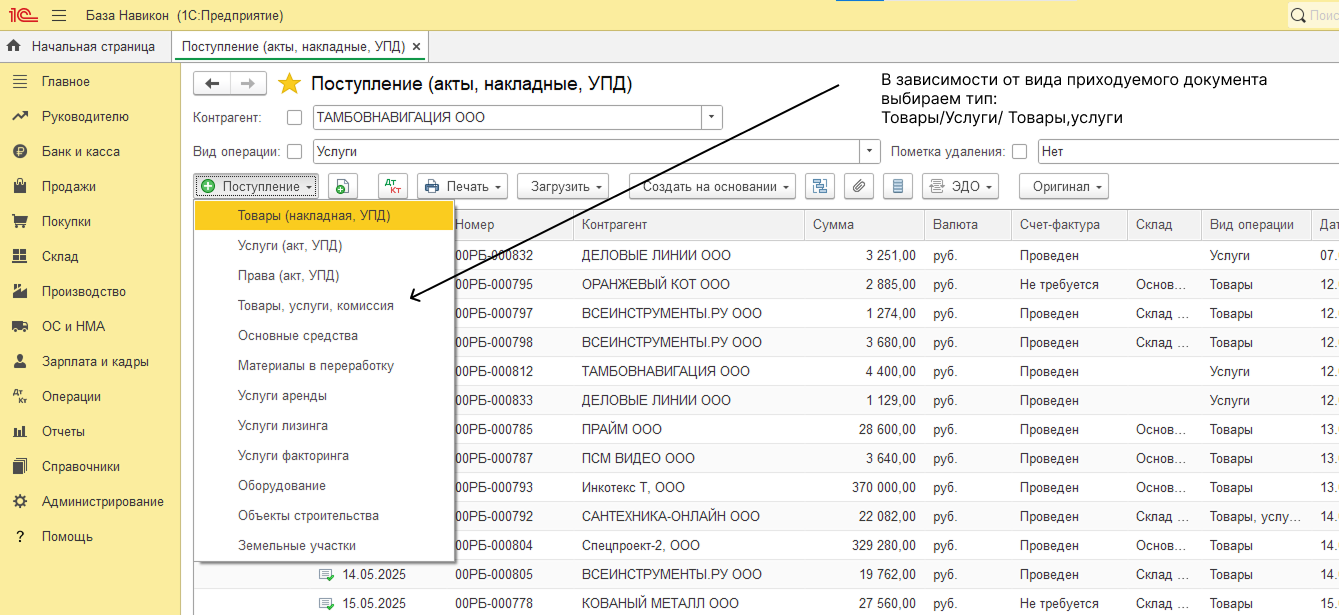 1С База Навикон (1С:Предприятие) Поис
Начальная страница Поступление (акты, накладные, УПД) ×
Главное
Руководителю
Банк и касса
Продажи
Покупки
Склад
Производство
ОС и НМА
Зарплата и кадры
Операции
Отчеты
Справочники
Администрирование
Помощь
Поступление (акты, накладные, УПД)
В зависимости от вида приходуемого документа
выбираем тип:
Товары/Услуги/ Товары,услуги
Контрагент: ТАМБОВНАВИГАЦИЯ ООО
Вид операции: Услуги Пометка удаления: Нет
Поступление Дт Кт Печать Загрузить Создать на основании ЭДО Оригинал
Товары (накладная, УПД)
Услуги (акт, УПД)
Права (акт, УПД)
Товары, услуги, комиссия
Основные средства
Материалы в переработку
Услуги аренды
Услуги лизинга
Услуги факторинга
Оборудование
Объекты строительства
Земельные участки
Номер Контрагент Сумма Валюта Счет-фактура Склад Вид операции Дат
00РБ-000832 ДЕЛОВЫЕ ЛИНИИ ООО 3 251,00 руб. Проведен Услуги 07.
00РБ-000795 ОРАНЖЕВЫЙ КОТ ООО 2 885,00 руб. Не требуется Основ... Товары 12.
00РБ-000797 ВСЕИНСТРУМЕНТЫ.РУ ООО 1 274,00 руб. Проведен Склад ... Товары 12.
00РБ-000798 ВСЕИНСТРУМЕНТЫ.РУ ООО 3 680,00 руб. Проведен Склад ... Товары 12.
00РБ-000812 ТАМБОВНАВИГАЦИЯ ООО 4 400,00 руб. Проведен Услуги 12.
00РБ-000833 ДЕЛОВЫЕ ЛИНИИ ООО 1 129,00 руб. Проведен Услуги 12.
00РБ-000785 ПРАЙМ ООО 28 600,00 руб. Проведен Основ... Товары 13.
00РБ-000787 ПСМ ВИДЕО ООО 3 640,00 руб. Проведен Основ... Товары 13.
00РБ-000793 Инкотекс Т, ООО 370 000,00 руб. Проведен Основ... Товары 13.
00РБ-000792 САНТЕХНИКА-ОНЛАЙН ООО 22 082,00 руб. Проведен Склад ... Товары, услу... 14.
00РБ-000804 Спецпроект-2, ООО 329 280,00 руб. Проведен Основ... Товары 14.
14.05.2025 00РБ-000805 ВСЕИНСТРУМЕНТЫ.РУ ООО 19 762,00 руб. Проведен Склад ... Товары 14.
15.05.2025 00РБ-000778 КОВАНЫЙ МЕТАЛЛ ООО 27 560,00 руб. Не требуется Склад ... Товары 15.